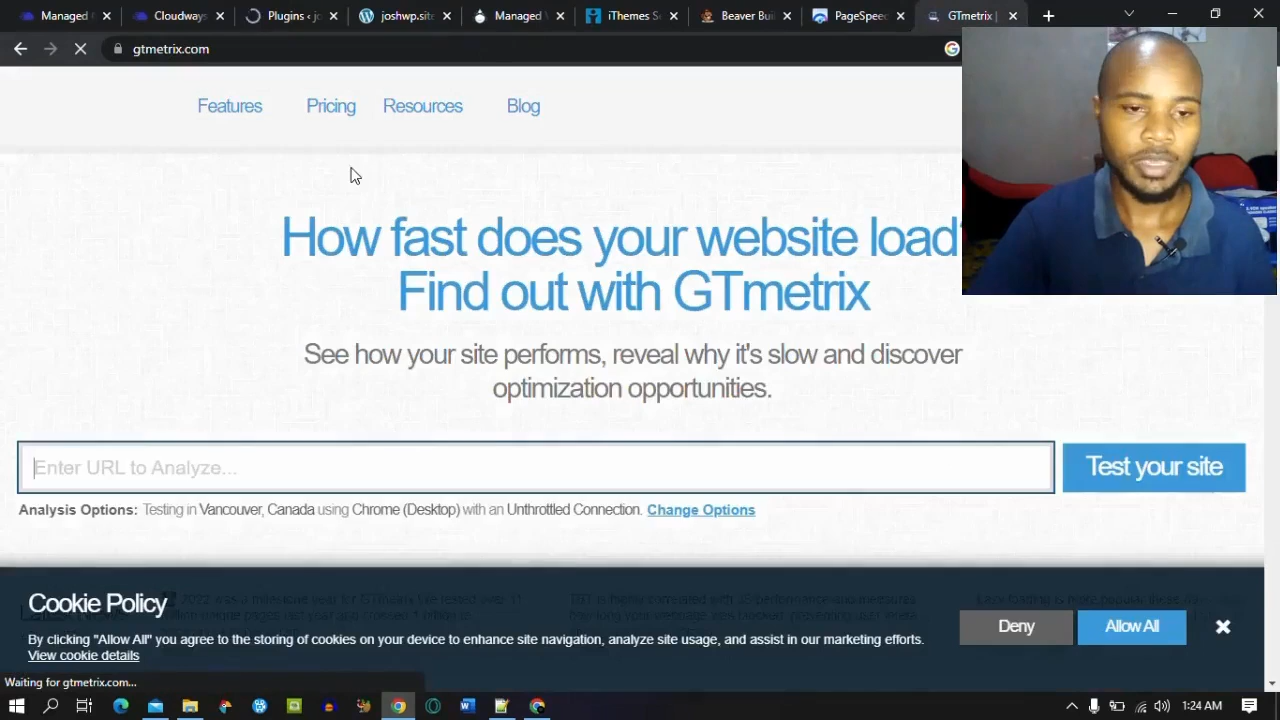 Managed
Cloudways
Plugins ‹ jo
joshwp.site
Managed
iThemes Se
Beaver Buil
PageSpeed
GTmetrix |
gtmetrix.com
Features Pricing Resources Blog
How fast does your website load?
Find out with GTmetrix
See how your site performs, reveal why it's slow and discover
optimization opportunities.
Enter URL to Analyze...
Test your site
Analysis Options: Testing in Vancouver, Canada using Chrome (Desktop) with an Unthrottled Connection. Change Options
Cookie Policy
By clicking "Allow All" you agree to the storing of cookies on your device to enhance site navigation, analyze site usage, and assist in our marketing efforts.
View cookie details
Deny
Allow All
Waiting for gtmetrix.com...
1:24 AM